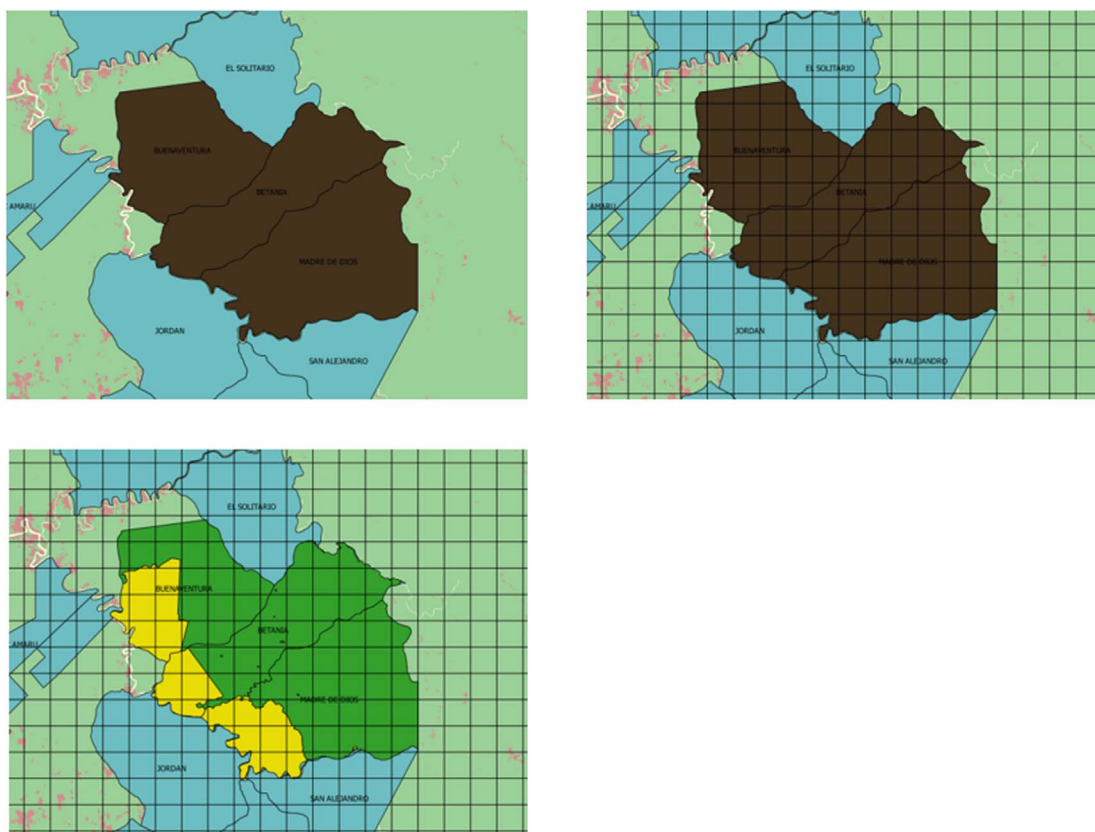 EL SOLITARIO
BUENAVENTURA
BETANIA
AMARU
MADRE DE DIOS
JORDAN
SAN ALEJANDRO
EL SOLITARIO
BUENAVENTURA
BETANIA
AMARU
MADRE DE DIOS
JORDAN
SAN ALEJANDRO
EL SOLITARIO
BUENAVENTURA
BETANIA
AMARU
MADRE DE DIOS
JORDAN
SAN ALEJANDRO